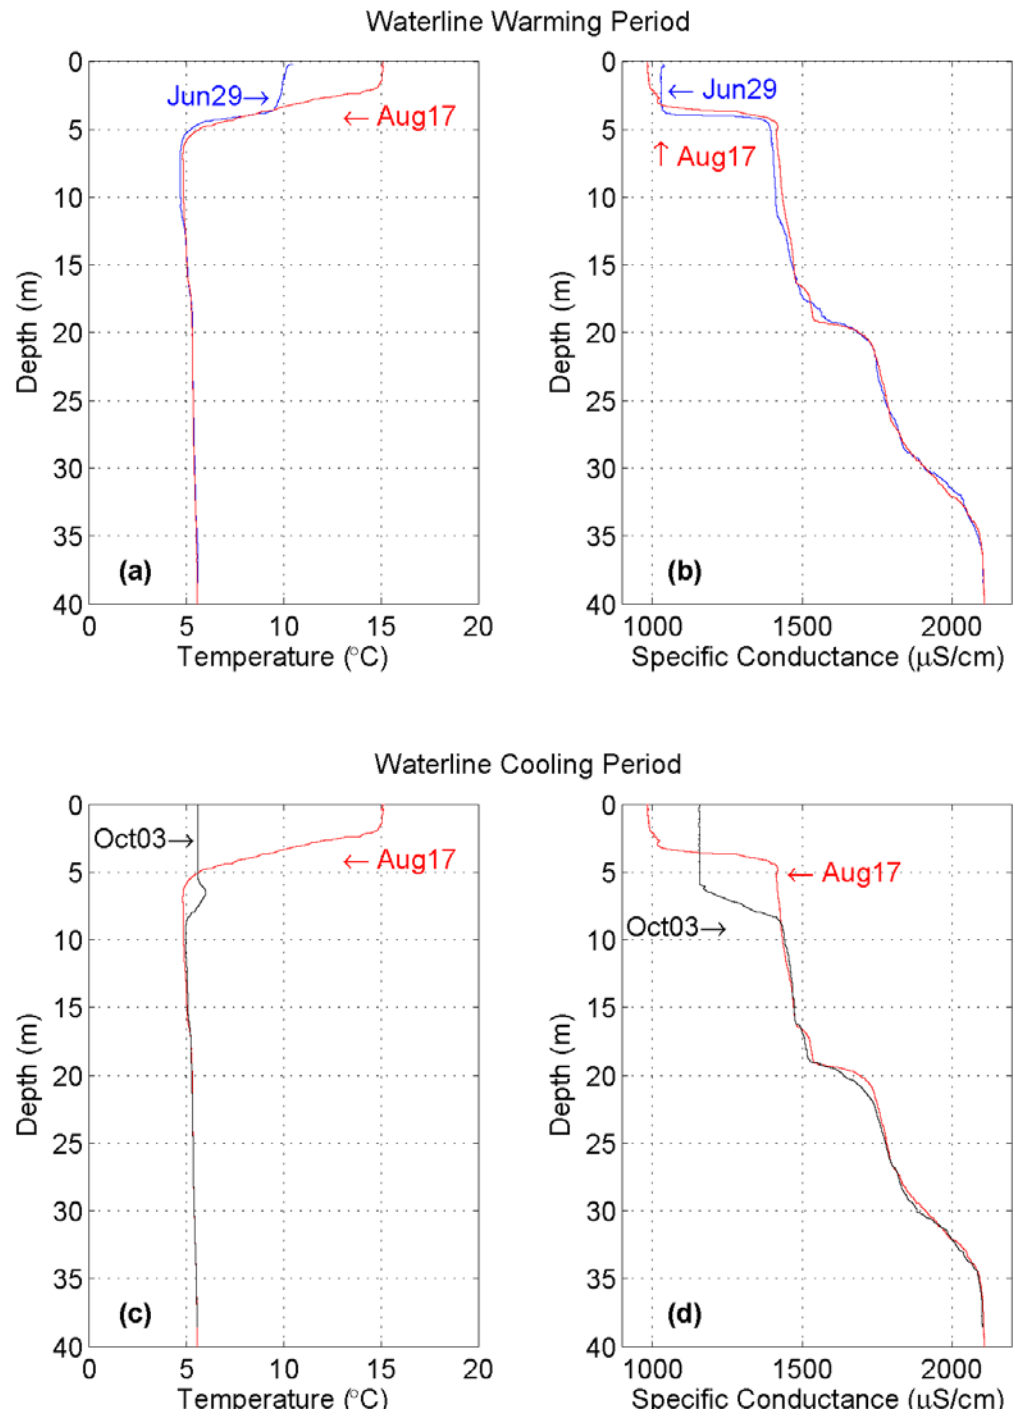 Waterline Warming Period
0
5
10
15
20
25
30
35
40
Depth (m)
Jun29→
← Aug17
(a)
0 5 10 15 20
Temperature (°C)
0
5
10
15
20
25
30
35
40
Depth (m)
← Jun29
↑ Aug17
(b)
1000 1500 2000
Specific Conductance (μS/cm)
Waterline Cooling Period
0
5
10
15
20
25
30
35
40
Depth (m)
Oct03→
← Aug17
(c)
0 5 10 15 20
Temperature (°C)
0
5
10
15
20
25
30
35
40
Depth (m)
← Aug17
Oct03→
(d)
1000 1500 2000
Specific Conductance (μS/cm)